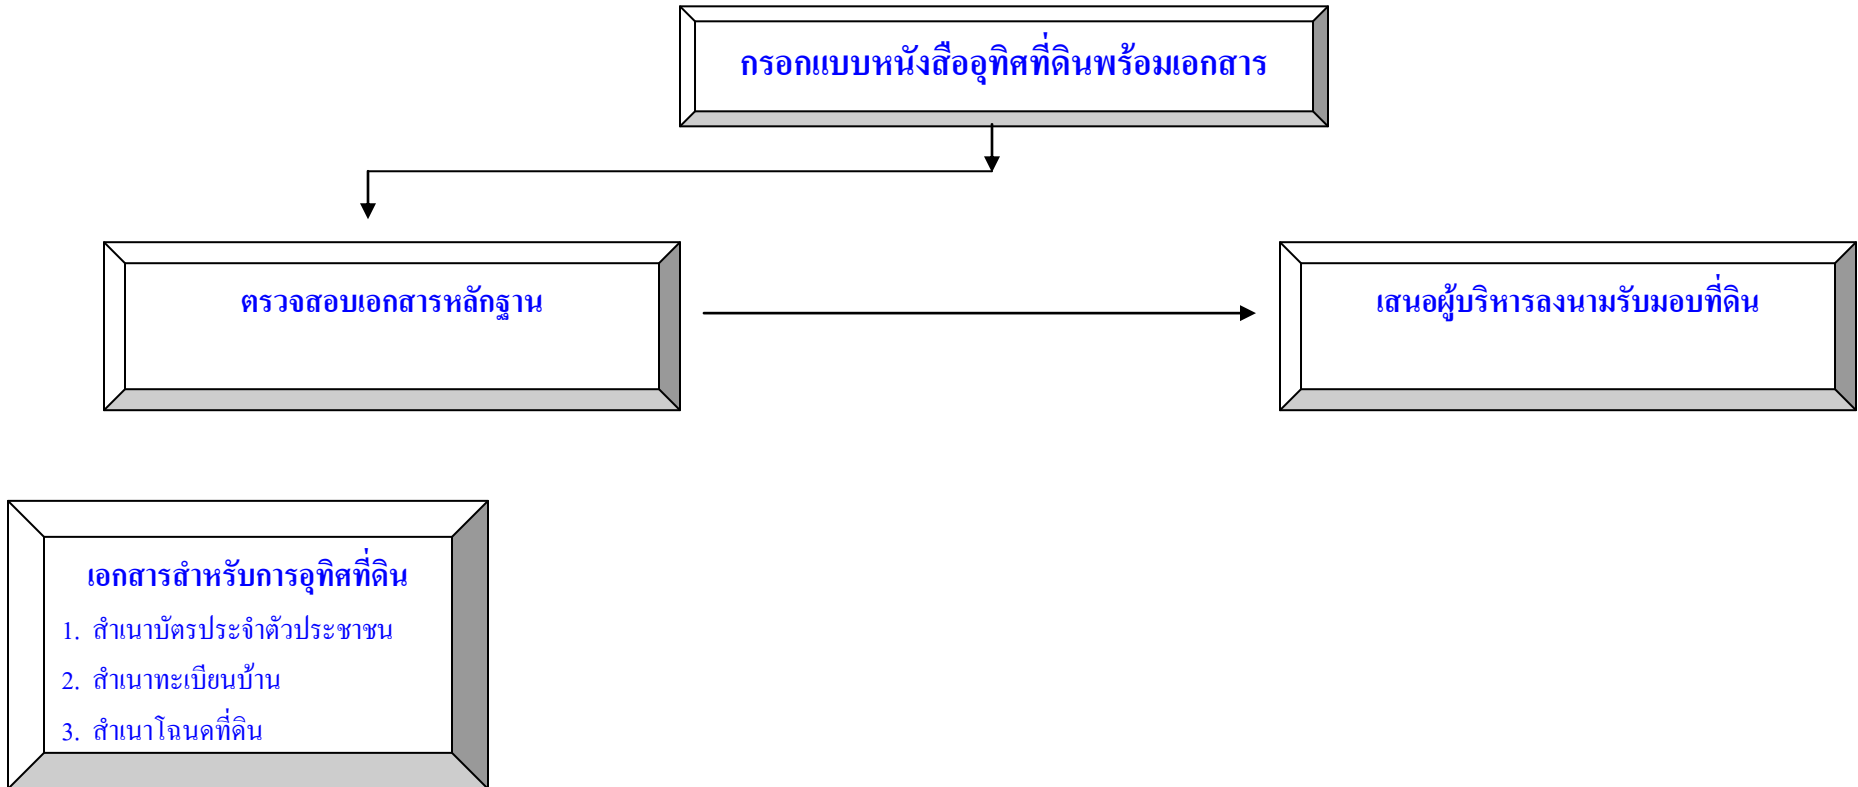 กรอกแบบหนังสืออุทิศที่ดินพร้อมเอกสาร
ตรวจสอบเอกสารหลักฐาน
เสนอผู้บริหารลงนามรับมอบที่ดิน
เอกสารสำหรับการอุทิศที่ดิน
1. สำเนาบัตรประจำตัวประชาชน
2. สำเนาทะเบียนบ้าน
3. สำเนาโฉนดที่ดิน